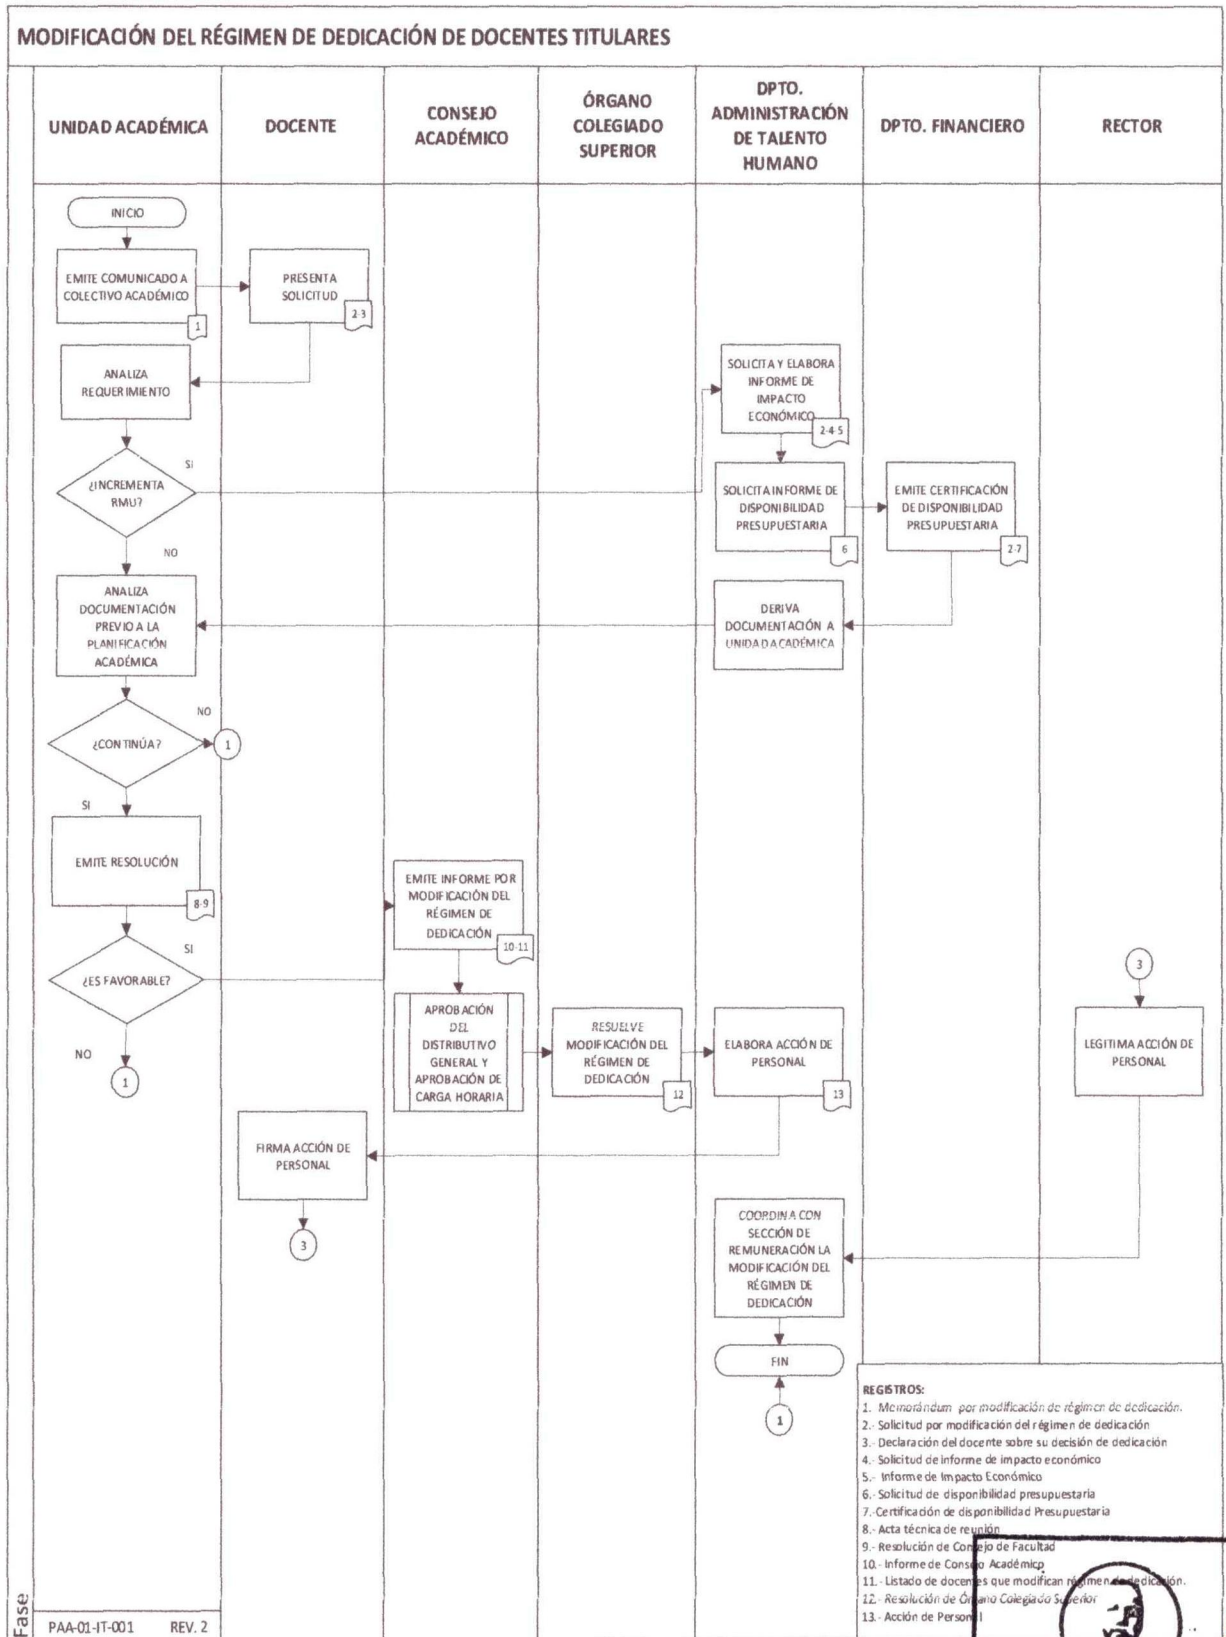 MODIFICACIÓN DEL RÉGIMEN DE DEDICACIÓN DE DOCENTES TITULARES
UNIDAD ACADÉMICA
DOCENTE
CONSEJO
ACADÉMICO
ÓRGANO
COLEGIADO
SUPERIOR
DPTO.
ADMINISTRACIÓN
DE TALENTO
HUMANO
DPTO. FINANCIERO
RECTOR
INICIO
EMITE COMUNICADO A
COLECTIVO ACADÉMICO
1
PRESENTA
SOLICITUD
2-3
ANALIZA
REQUERIMIENTO
SOLICITA Y ELABORA
INFORME DE
IMPACTO
ECONÓMICO
2-4-5
¿INCREMENTA
RMU?
SI
NO
SOLICITA INFORME DE
DISPONIBILIDAD
PRESUPUESTARIA
6
EMITE CERTIFICACIÓN
DE DISPONIBILIDAD
PRESUPUESTARIA
2-7
ANALIZA
DOCUMENTACIÓN
PREVIO A LA
PLANIFICACIÓN
ACADÉMICA
DERIVA
DOCUMENTACIÓN A
UNIDAD ACADÉMICA
¿CONTINÚA?
NO
1
SI
EMITE RESOLUCIÓN
8-9
EMITE INFORME POR
MODIFICACIÓN DEL
RÉGIMEN DE
DEDICACIÓN
10-11
¿ES FAVORABLE?
SI
NO
1
3
APROBACIÓN
DEL
DISTRIBUTIVO
GENERAL Y
APROBACIÓN DE
CARGA HORARIA
RESUELVE
MODIFICACIÓN DEL
RÉGIMEN DE
DEDICACIÓN
12
ELABORA ACCIÓN DE
PERSONAL
13
LEGITIMA ACCIÓN DE
PERSONAL
FIRMA ACCIÓN DE
PERSONAL
3
COORDINA CON
SECCIÓN DE
REMUNERACIÓN LA
MODIFICACIÓN DEL
RÉGIMEN DE
DEDICACIÓN
FIN
1
REGISTROS:
1. Memorándum por modificación de régimen de dedicación.
2.- Solicitud por modificación del régimen de dedicación
3.- Declaración del docente sobre su decisión de dedicación
4.- Solicitud de informe de impacto económico
5.- Informe de Impacto Económico
6.- Solicitud de disponibilidad presupuestaria
7.-Certificación de disponibilidad Presupuestaria
8.- Acta técnica de reunión
9.- Resolución de Consejo de Facultad
10.- Informe de Consejo Académico
11.- Listado de docentes que modifican régimen de dedicación.
12.- Resolución de Órgano Colegiado Superior
13.- Acción de Personal
Fase
PAA-01-IT-001 REV. 2